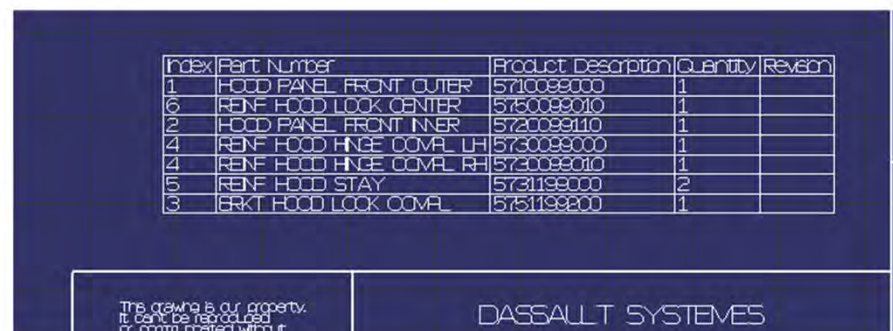 Index Part Number Product Description Quantity Revision
1 HOOD PANEL FRONT OUTER 5710099000 1
6 REINF HOOD LOCK CENTER 5750099010 1
2 HOOD PANEL FRONT INNER 5720099110 1
4 REINF HOOD HINGE COMPL LH 5730099000 1
4 REINF HOOD HINGE COMPL RH 5730099010 1
5 REINF HOOD STAY 5731199000 2
3 BRKT HOOD LOCK COMPL 5751199200 1
This drawing is our property.
It can't be reproduced
or communicated without
DASSAULT SYSTEMES